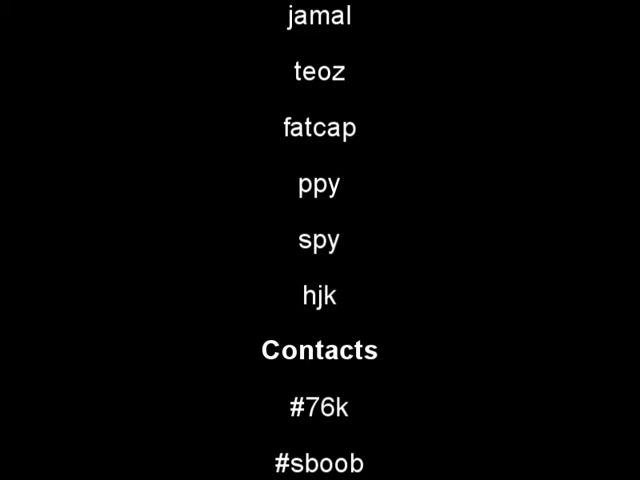 jamal
teoz
fatcap
ppy
spy
hjk
Contacts
#76k
#sboob